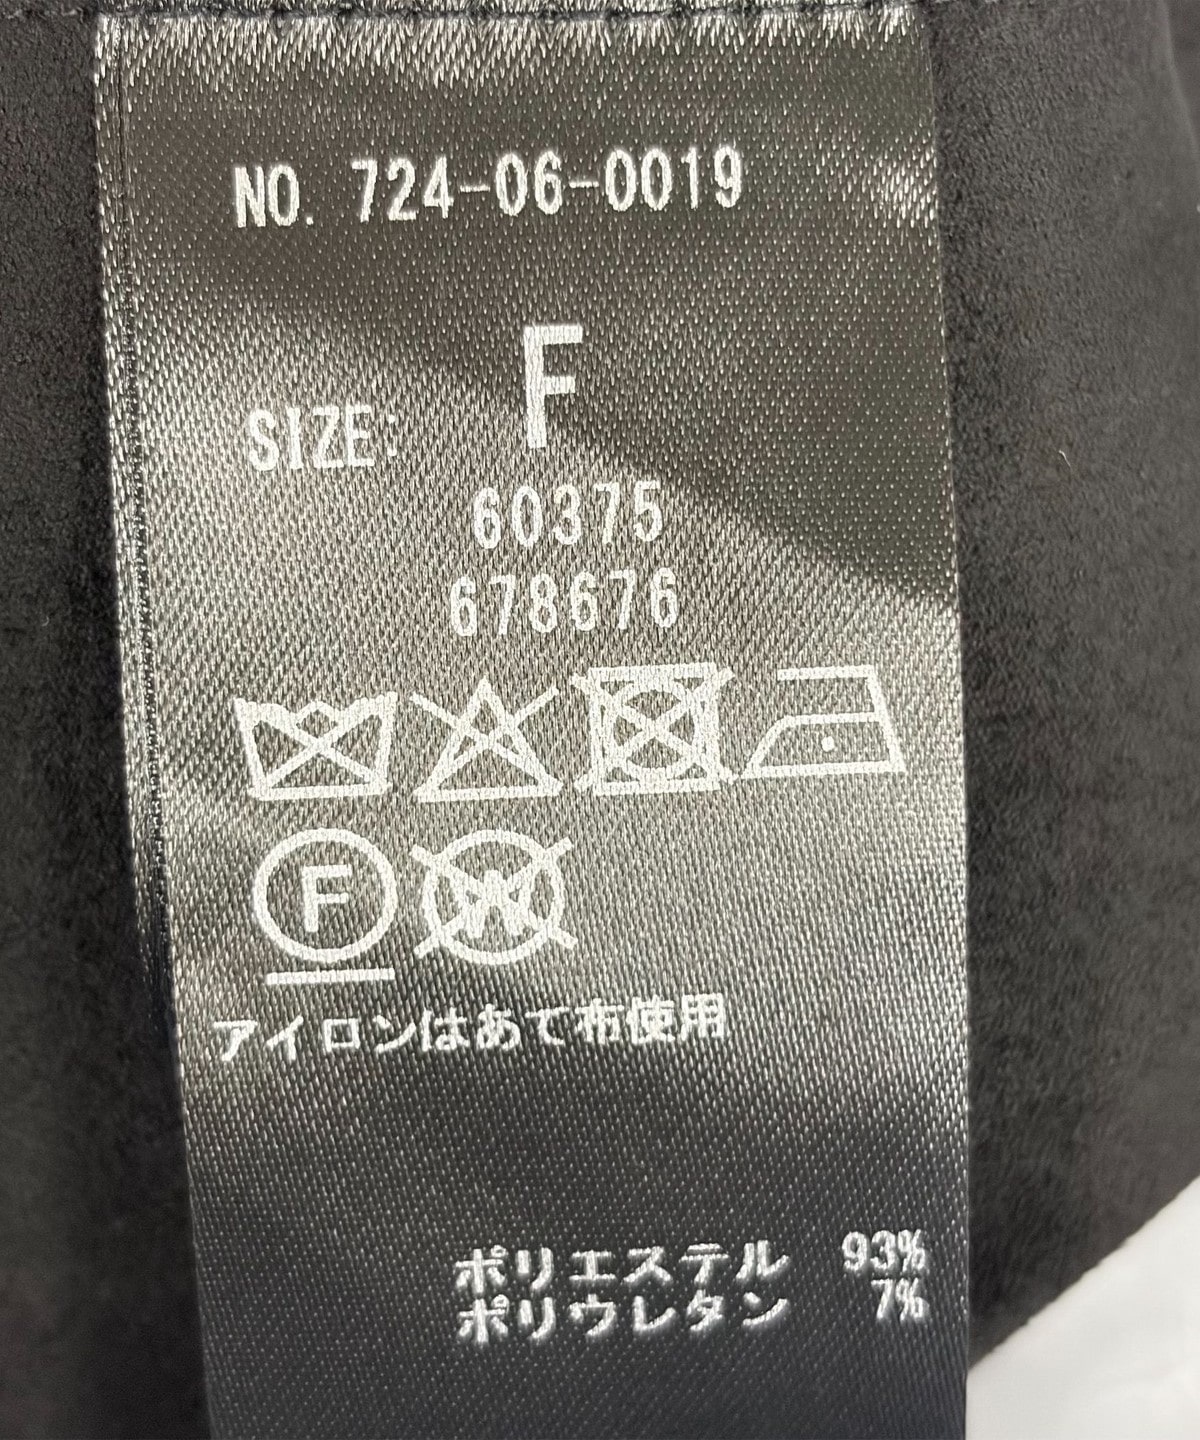 NO. 724-06-0019
SIZE: F
60375
678676
F W
アイロンはあて布使用
ポリエステル 93%
ポリウレタン 7%